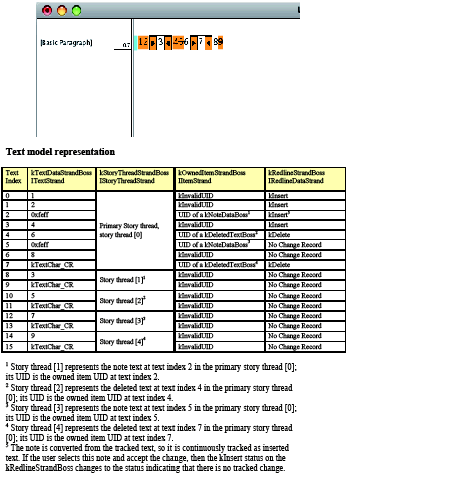 [Basic Paragraph]
0.7
12 3 4 5 6 7 89
Text model representation
Text Index kTextDataStrandBoss ITextStrand kStoryThreadStrandBoss IStoryThreadStrand kOwnedItemStrandBoss IItemStrand kRedlineStrandBoss IRedlineDataStrand
0 1 kInvalidUID kInsert
1 2 kInvalidUID kInsert
2 0xfeff UID of a kNoteDataBoss¹ kInsert⁵
3 4 kInvalidUID kInsert
Primary Story thread, story thread [0]
4 6 UID of a kDeletedTextBoss² kDelete
5 0xfeff UID of a kNoteDataBoss³ No Change Record
6 8 kInvalidUID No Change Record
7 kTextChar_CR UID of a kDeletedTextBoss⁴ kDelete
8 3 Story thread [1]¹ kInvalidUID No Change Record
9 kTextChar_CR kInvalidUID No Change Record
10 5 Story thread [2]² kInvalidUID No Change Record
11 kTextChar_CR kInvalidUID No Change Record
12 7 Story thread [3]³ kInvalidUID No Change Record
13 kTextChar_CR kInvalidUID No Change Record
14 9 Story thread [4]⁴ kInvalidUID No Change Record
15 kTextChar_CR kInvalidUID No Change Record
¹ Story thread [1] represents the note text at text index 2 in the primary story thread [0];
its UID is the owned item UID at text index 2.
² Story thread [2] represents the deleted text at text index 4 in the primary story thread
[0]; its UID is the owned item UID at text index 4.
³ Story thread [3] represents the note text at text index 5 in the primary story thread [0];
its UID is the owned item UID at text index 5.
⁴ Story thread [4] represents the deleted text at text index 7 in the primary story thread
[0]; its UID is the owned item UID at text index 7.
⁵ The note is converted from the tracked text, so it is continuously tracked as inserted
text. If the user selects this note and accept the change, then the kInsert status on the
kRedlineStrandBoss changes to the status indicating that there is no tracked change.